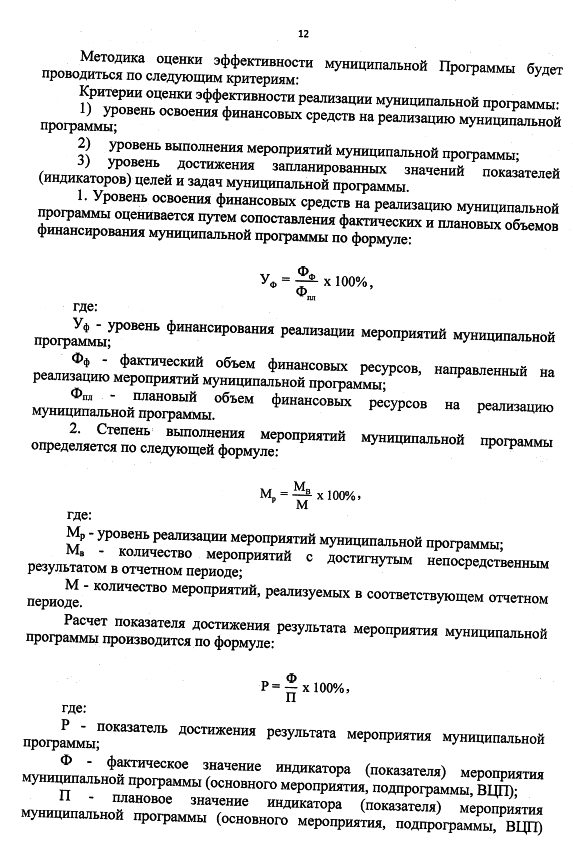 12
Методика оценки эффективности муниципальной Программы будет
проводиться по следующим критериям:
Критерии оценки эффективности реализации муниципальной программы:
1) уровень освоения финансовых средств на реализацию муниципальной
программы;
2) уровень выполнения мероприятий муниципальной программы;
3) уровень достижения запланированных значений показателей
(индикаторов) целей и задач муниципальной программы.
1. Уровень освоения финансовых средств на реализацию муниципальной
программы оценивается путем сопоставления фактических и плановых объемов
финансирования муниципальной программы по формуле:
Уф = Фф / Фпл х 100%,
где:
Уф - уровень финансирования реализации мероприятий муниципальной
программы;
Фф - фактический объем финансовых ресурсов, направленный на
реализацию мероприятий муниципальной программы;
Фпл - плановый объем финансовых ресурсов на реализацию
муниципальной программы.
2. Степень выполнения мероприятий муниципальной программы
определяется по следующей формуле:
Мр = Мв / М х 100%,
где:
Мр - уровень реализации мероприятий муниципальной программы;
Мв - количество мероприятий с достигнутым непосредственным
результатом в отчетном периоде;
М - количество мероприятий, реализуемых в соответствующем отчетном
периоде.
Расчет показателя достижения результата мероприятия муниципальной
программы производится по формуле:
Р = Ф / П х 100%,
где:
Р - показатель достижения результата мероприятия муниципальной
программы;
Ф - фактическое значение индикатора (показателя) мероприятия
муниципальной программы (основного мероприятия, подпрограммы, ВЦП);
П - плановое значение индикатора (показателя) мероприятия
муниципальной программы (основного мероприятия, подпрограммы, ВЦП)